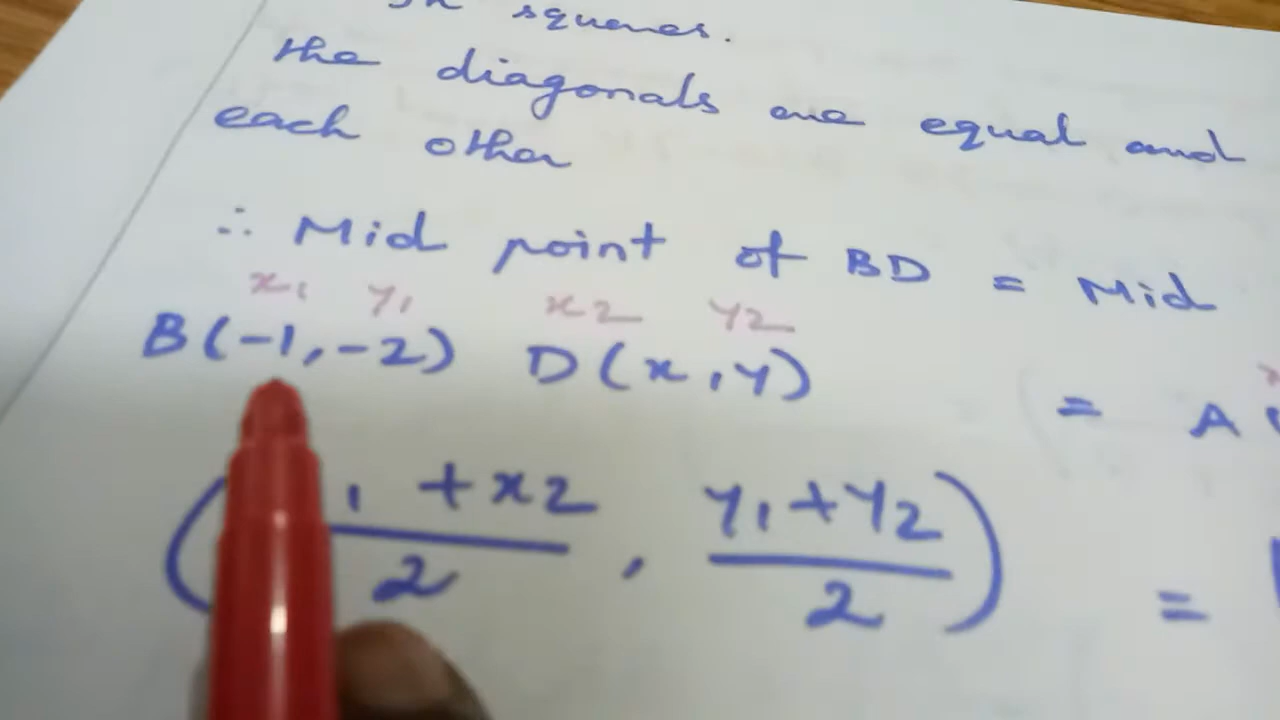 squares.
the diagonals are equal and
each other
∴ Mid point of BD = Mid
x₁ y₁ x2 y2
B(-1,-2) D(x,y) = A
₁ + x2 / 2 , y₁ + y2 / 2) =